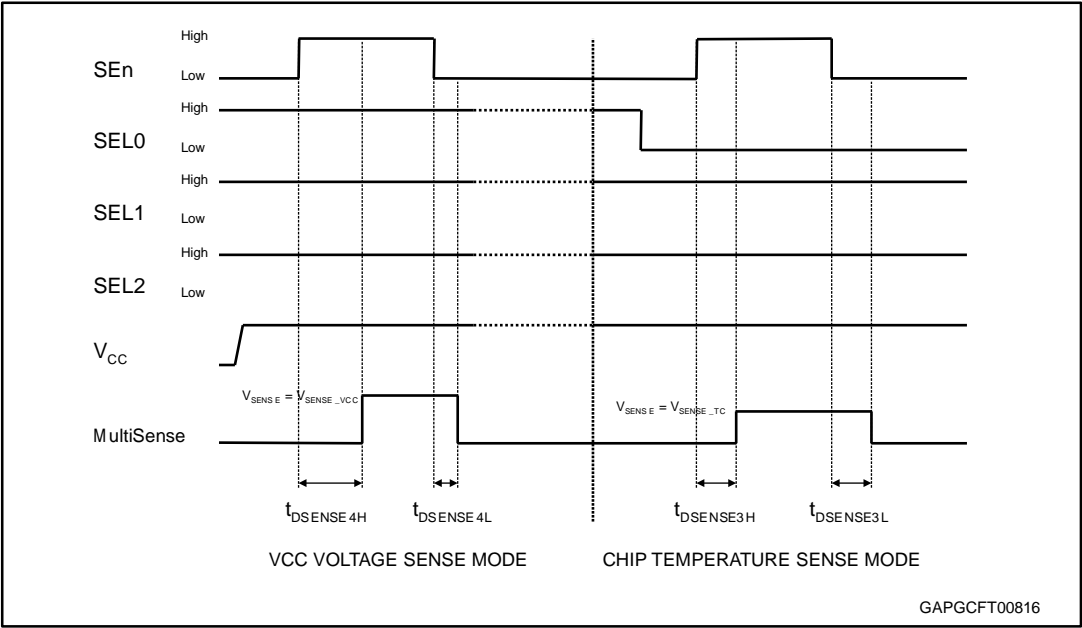 High
SEn
Low
High
SEL0
Low
High
SEL1
Low
High
SEL2
Low
VCC
VSENSE = VSENSE_VCC
VSENSE = VSENSE_TC
MultiSense
tDSENSE4H
tDSENSE4L
tDSENSE3H
tDSENSE3L
VCC VOLTAGE SENSE MODE
CHIP TEMPERATURE SENSE MODE
GAPGCFT00816